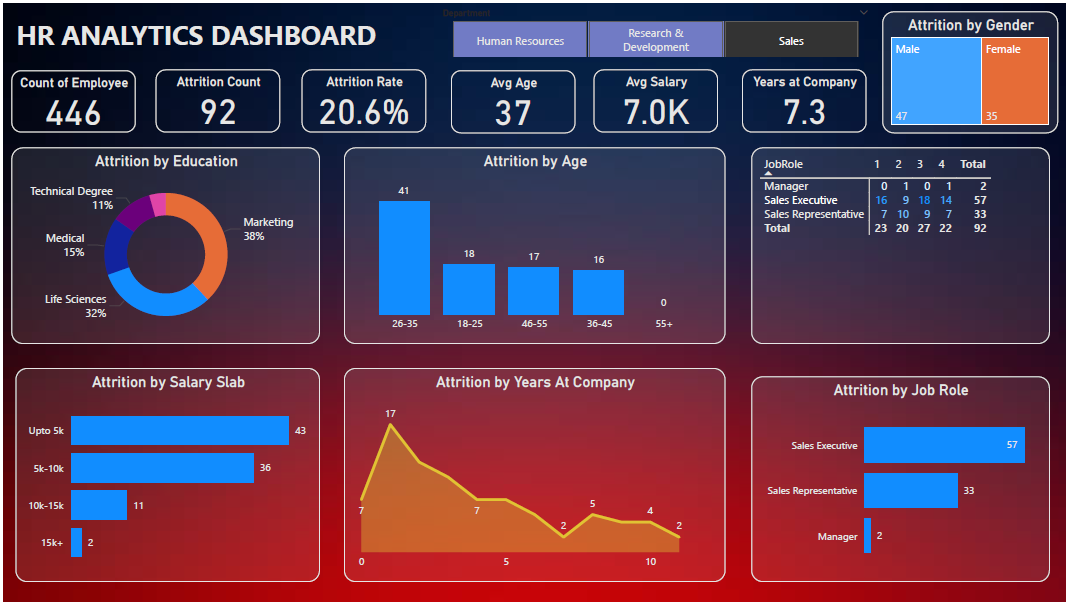 Department
HR ANALYTICS DASHBOARD
Human Resources
Research &
Development
Sales
Attrition by Gender
Male
Female
47
35
Count of Employee
446
Attrition Count
92
Attrition Rate
20.6%
Avg Age
37
Avg Salary
7.0K
Years at Company
7.3
Attrition by Education
Technical Degree
11%
Marketing
38%
Medical
15%
Life Sciences
32%
Attrition by Age
41
18
17
16
0
26-35 18-25 46-55 36-45 55+
JobRole 1 2 3 4 Total
Manager 0 1 0 1 2
Sales Executive 16 9 18 14 57
Sales Representative 7 10 9 7 33
Total 23 20 27 22 92
Attrition by Salary Slab
Upto 5k 43
5k-10k 36
10k-15k 11
15k+ 2
Attrition by Years At Company
17
7
7
2
5
4
2
0 5 10
Attrition by Job Role
Sales Executive 57
Sales Representative 33
Manager 2